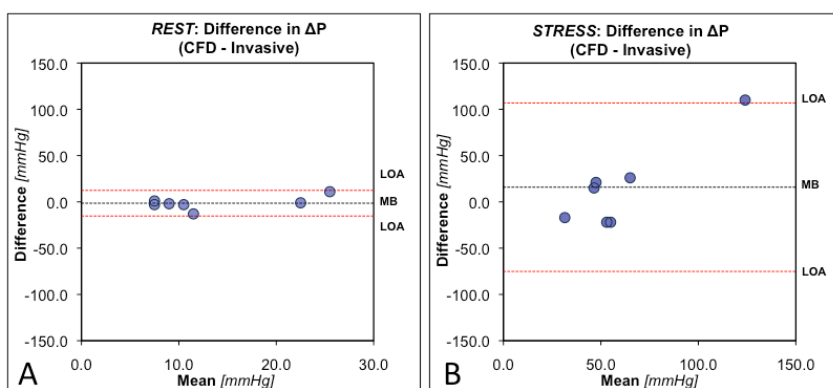 REST: Difference in ΔP
(CFD - Invasive)
150.0
100.0
50.0
0.0
-50.0
-100.0
-150.0
Difference [mmHg]
LOA
MB
LOA
0.0
10.0
20.0
30.0
Mean [mmHg]
A
STRESS: Difference in ΔP
(CFD - Invasive)
150.0
100.0
50.0
0.0
-50.0
-100.0
-150.0
Difference [mmHg]
LOA
MB
LOA
0.0
50.0
100.0
150.0
Mean [mmHg]
B